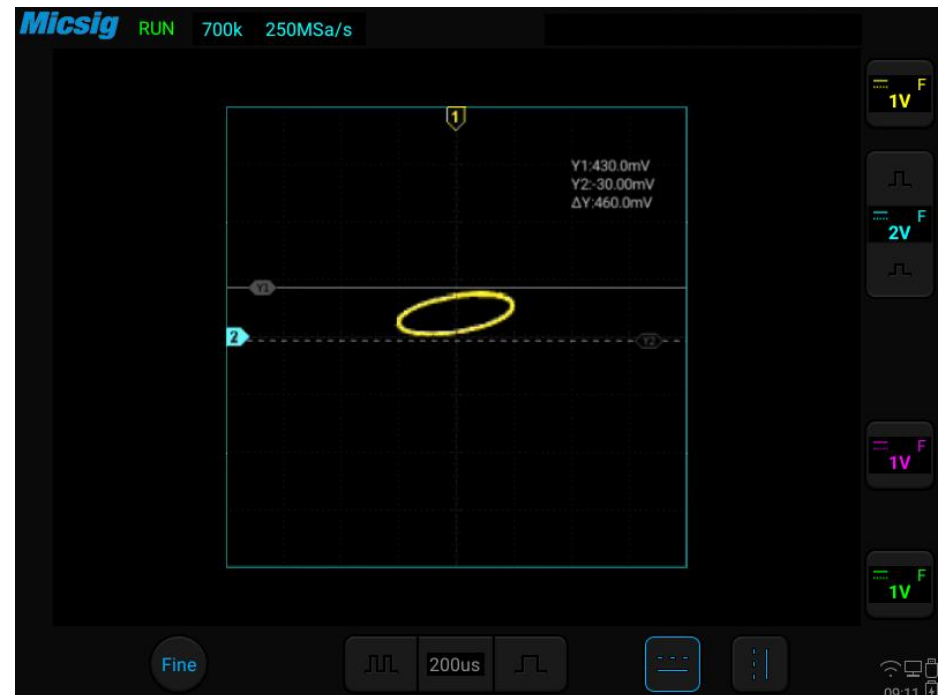 Micsig RUN 700k 250MSa/s
F
1V
1
Y1:430.0mV
Y2:-30.00mV
ΔY:460.0mV
F
2V
Y1
2
Y2
F
1V
F
1V
Fine
200us
09:11